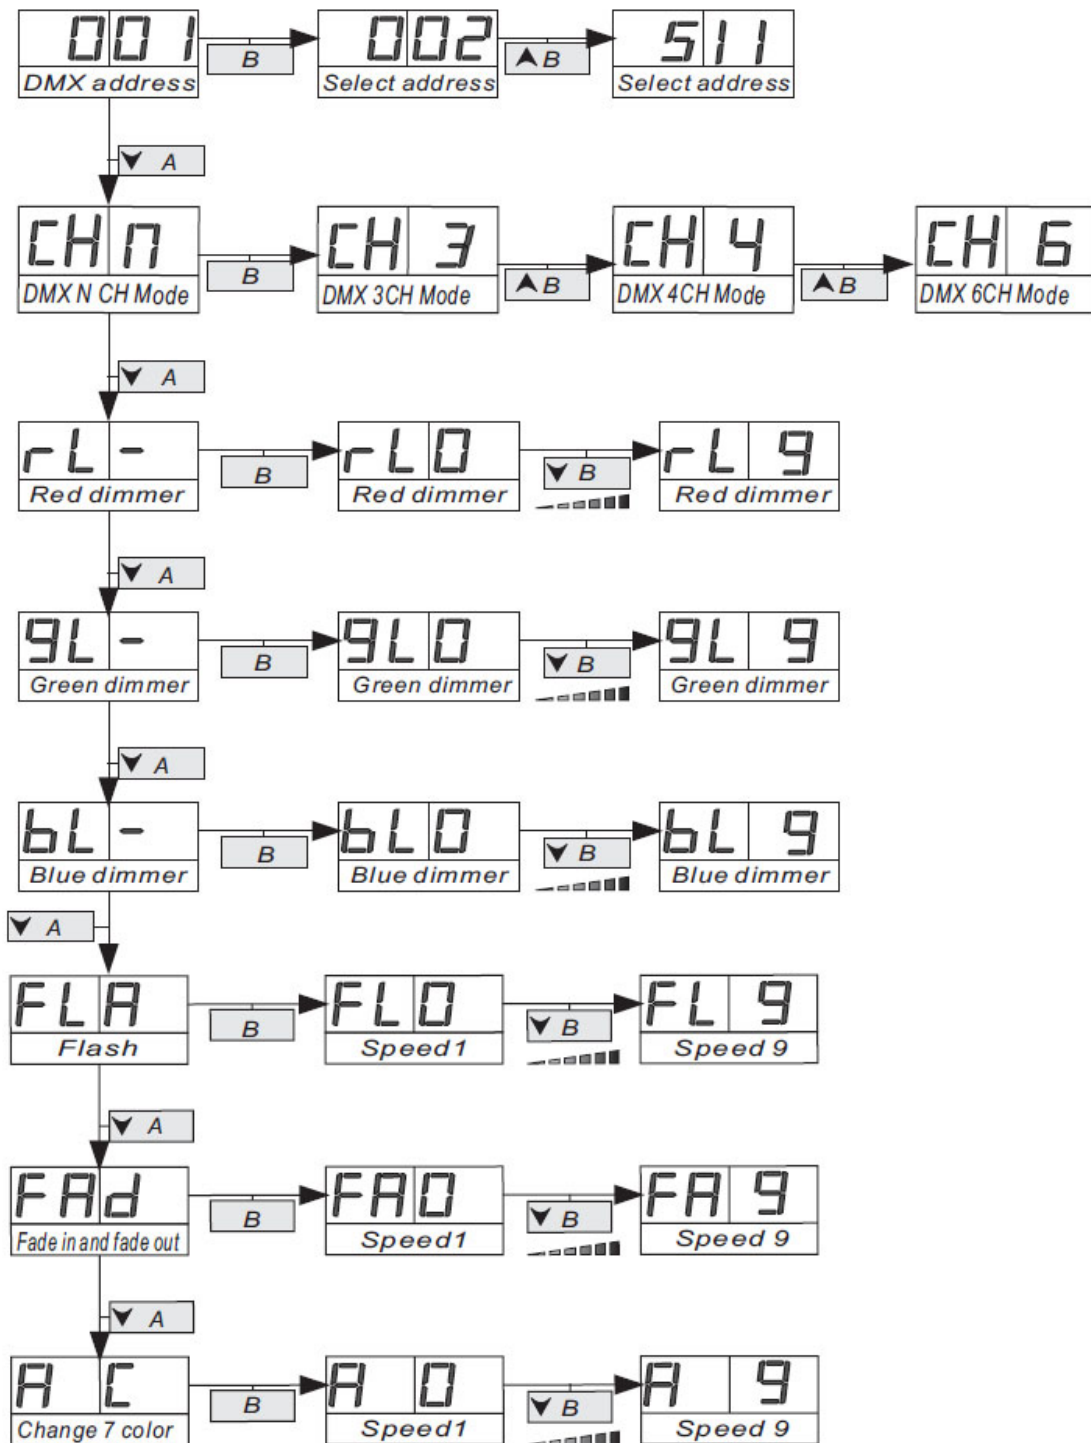 001 B 002 B 511
DMX address Select address Select address
A
CH n B CH 3 B CH 4 B CH 6
DMX N CH Mode DMX 3CH Mode DMX 4CH Mode DMX 6CH Mode
A
rL - B rL0 B rL 9
Red dimmer Red dimmer Red dimmer
A
gL - B gL0 B gL 9
Green dimmer Green dimmer Green dimmer
A
bL - B bL0 B bL 9
Blue dimmer Blue dimmer Blue dimmer
A
FLA B FL0 B FL 9
Flash Speed1 Speed 9
A
FAd B FA0 B FA 9
Fade in and fade out Speed1 Speed 9
A
A C B A 0 B A 9
Change 7 color Speed1 Speed 9